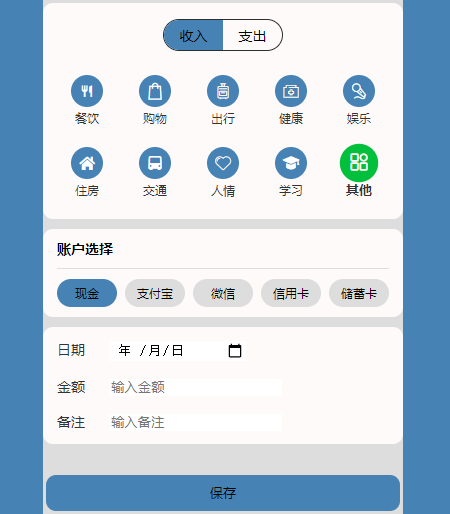 收入 支出
餐饮 购物 出行 健康 娱乐
住房 交通 人情 学习 其他
账户选择
现金 支付宝 微信 信用卡 储蓄卡
日期 年 /月/日
金额 输入金额
备注 输入备注
保存